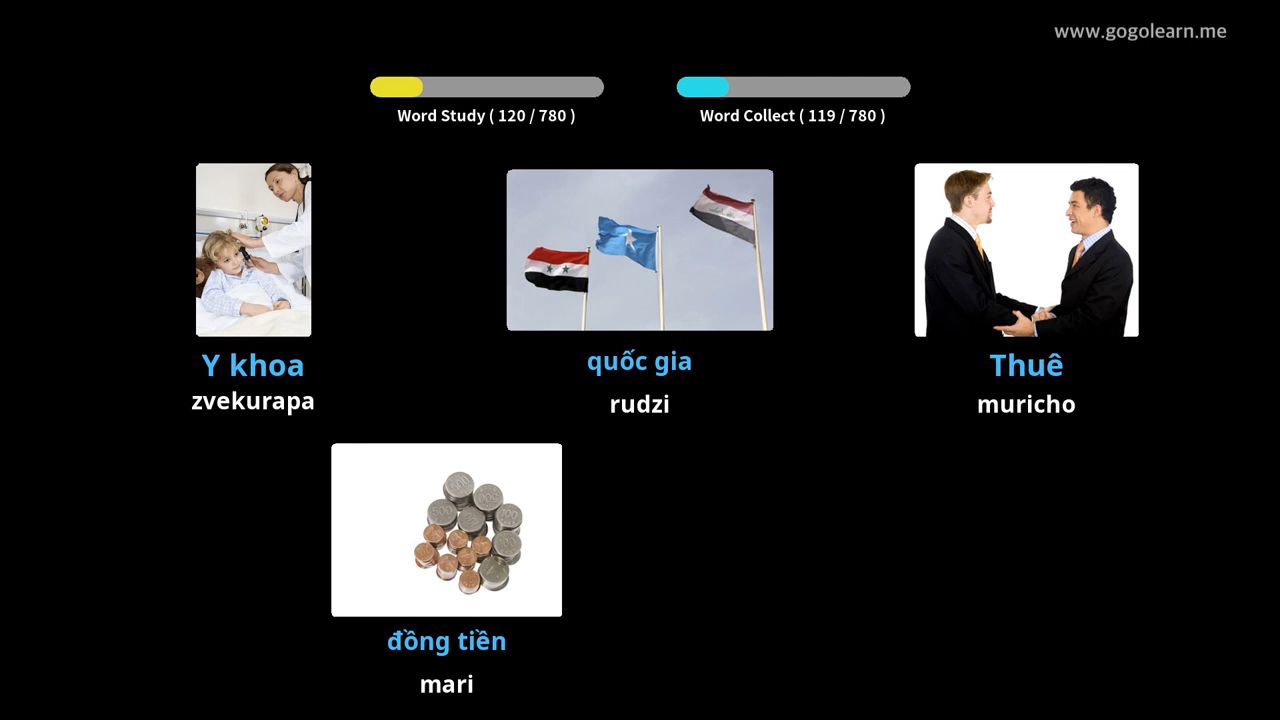 www.gogolearn.me
Word Study ( 120 / 780 )
Word Collect ( 119 / 780 )
Y khoa
zvekurapa
quốc gia
rudzi
Thuê
muricho
đồng tiền
mari